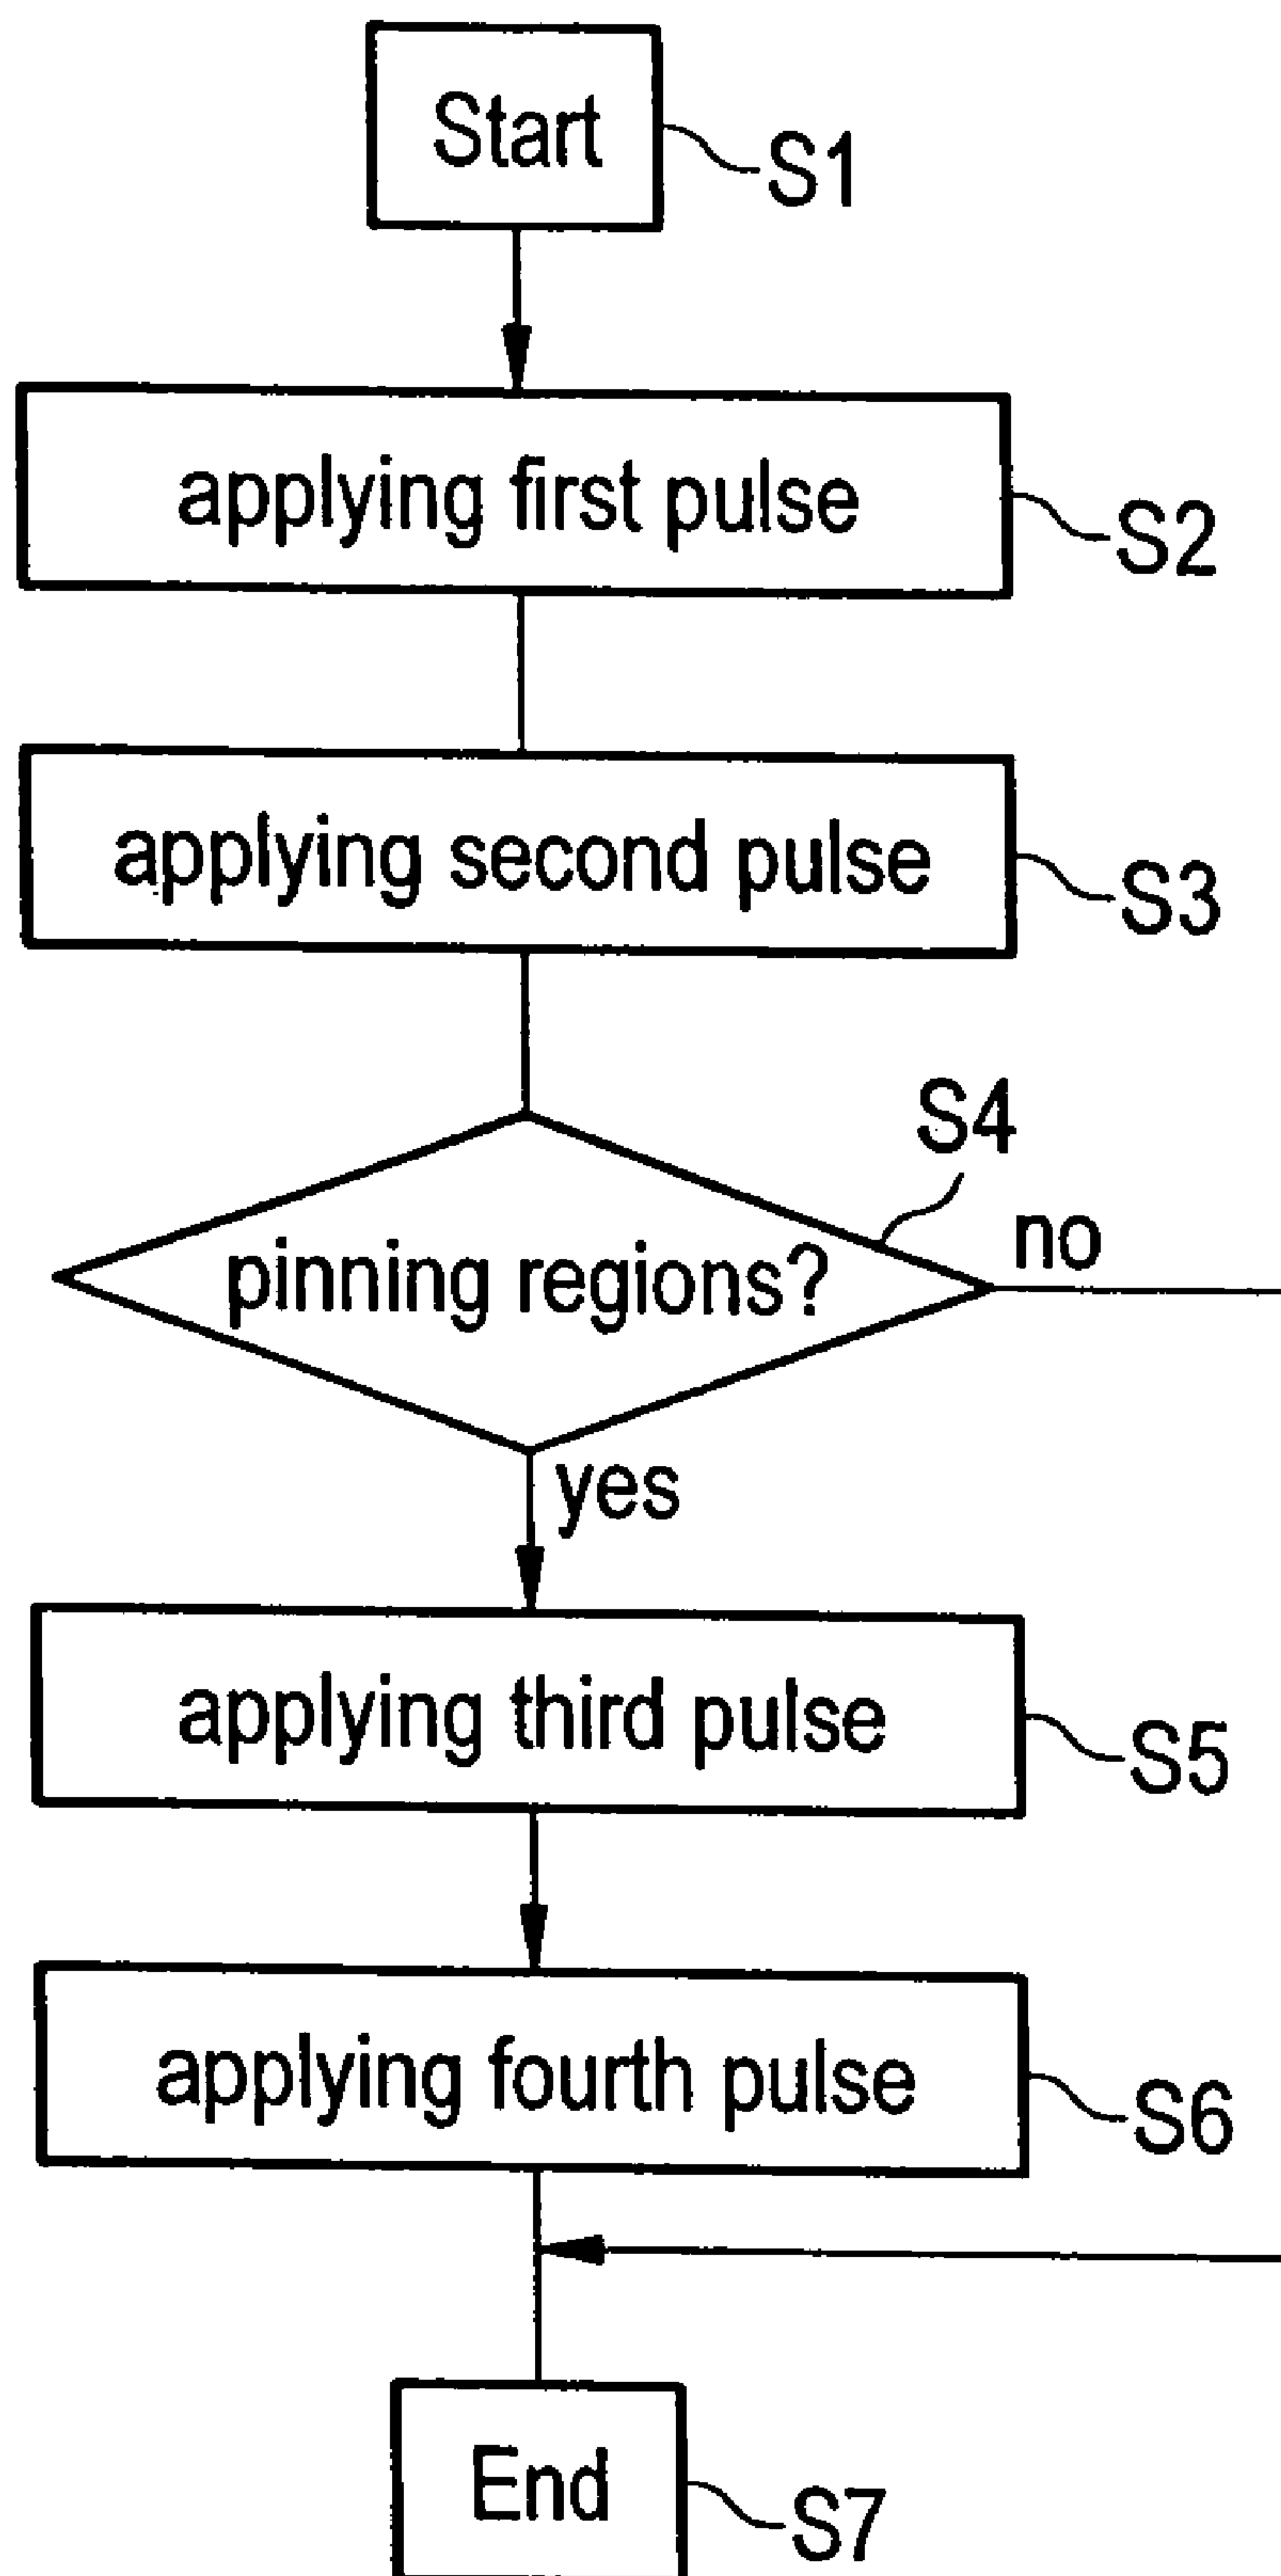 Start
S1
applying first pulse
S2
applying second pulse
S3
S4
pinning regions?
no
yes
applying third pulse
S5
applying fourth pulse
S6
End
S7